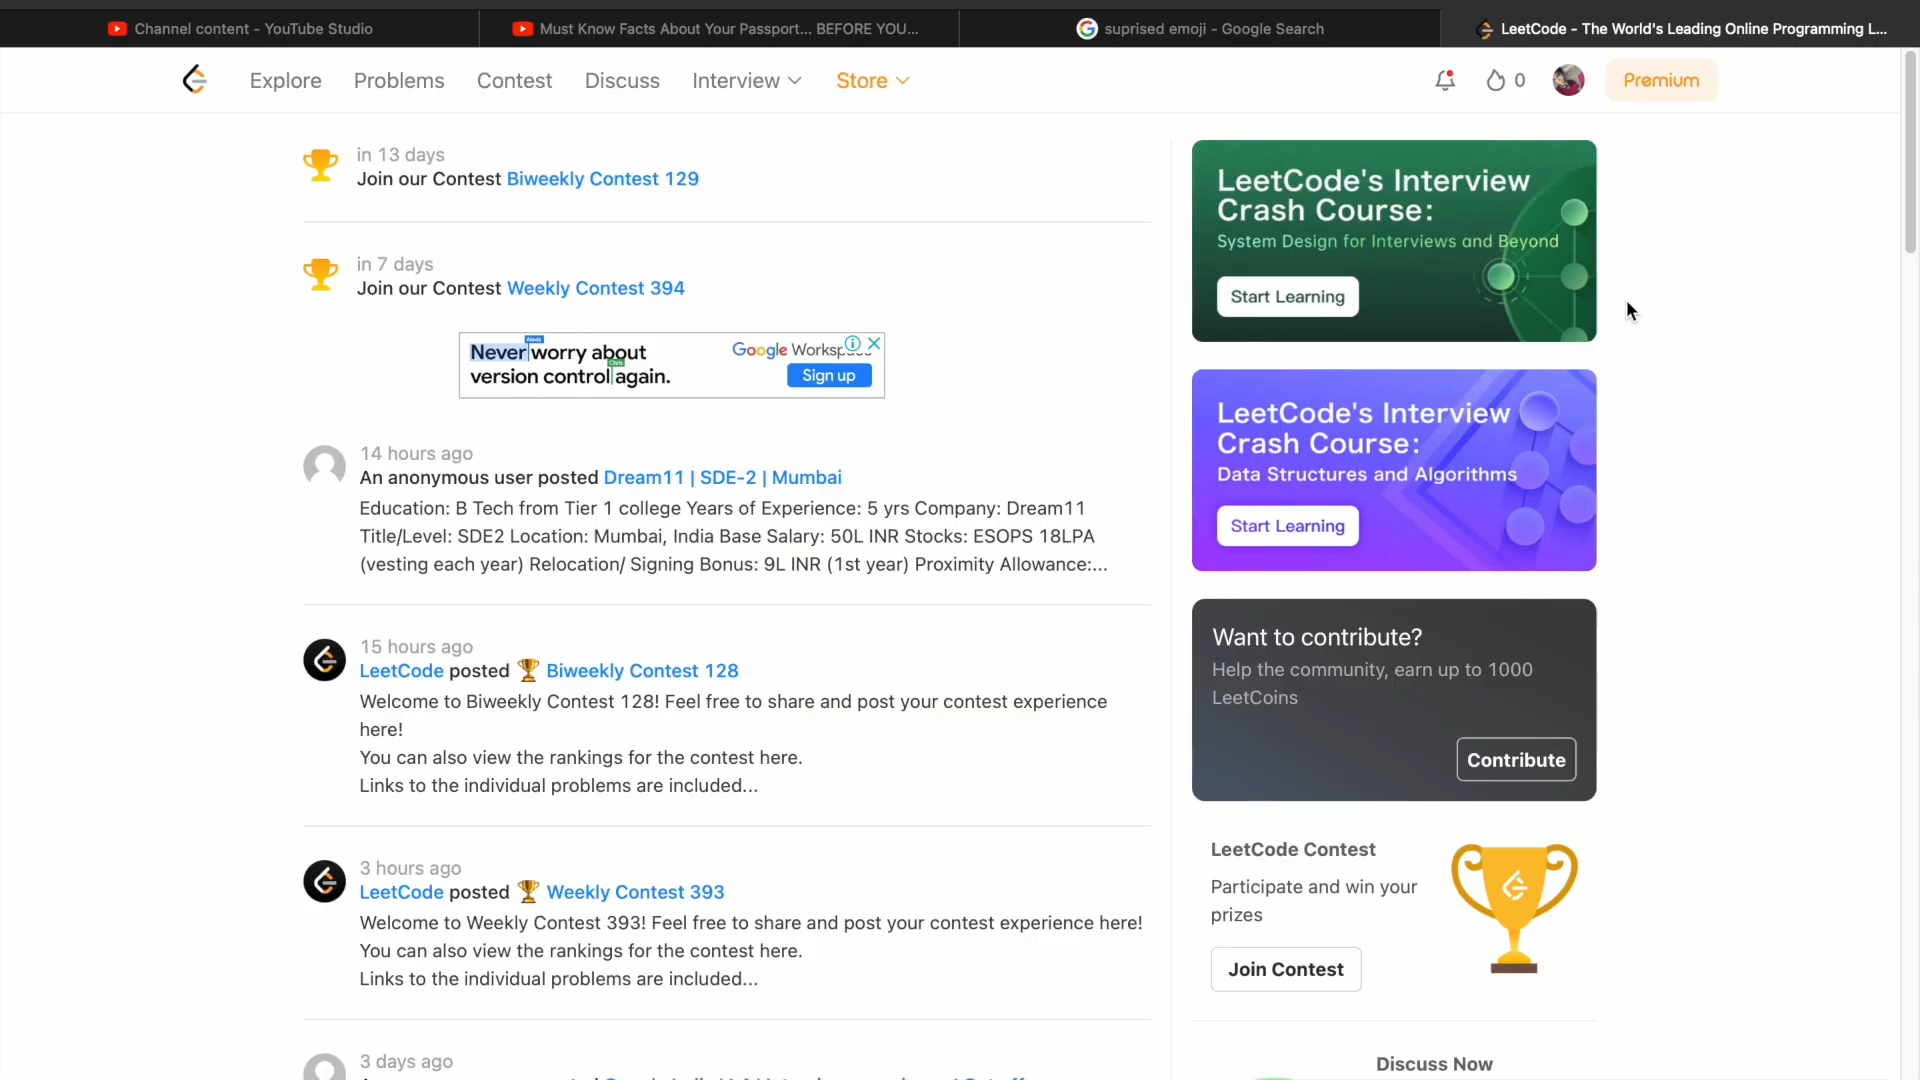 Channel content - YouTube Studio
Must Know Facts About Your Passport... BEFORE YOU...
suprised emoji - Google Search
LeetCode - The World's Leading Online Programming L...
Explore
Problems
Contest
Discuss
Interview
Store
0
Premium
in 13 days
Join our Contest Biweekly Contest 129
in 7 days
Join our Contest Weekly Contest 394
Never worry about
version control again.
Google
Sign up
14 hours ago
An anonymous user posted Dream11 | SDE-2 | Mumbai
Education: B Tech from Tier 1 college Years of Experience: 5 yrs Company: Dream11
Title/Level: SDE2 Location: Mumbai, India Base Salary: 50L INR Stocks: ESOPS 18LPA
(vesting each year) Relocation/ Signing Bonus: 9L INR (1st year) Proximity Allowance:...
15 hours ago
LeetCode posted 🏆 Biweekly Contest 128
Welcome to Biweekly Contest 128! Feel free to share and post your contest experience
here!
You can also view the rankings for the contest here.
Links to the individual problems are included...
3 hours ago
LeetCode posted 🏆 Weekly Contest 393
Welcome to Weekly Contest 393! Feel free to share and post your contest experience here!
You can also view the rankings for the contest here.
Links to the individual problems are included...
3 days ago
LeetCode's Interview
Crash Course:
System Design for Interviews and Beyond
Start Learning
LeetCode's Interview
Crash Course:
Data Structures and Algorithms
Start Learning
Want to contribute?
Help the community, earn up to 1000
LeetCoins
Contribute
LeetCode Contest
Participate and win your
prizes
Join Contest
Discuss Now